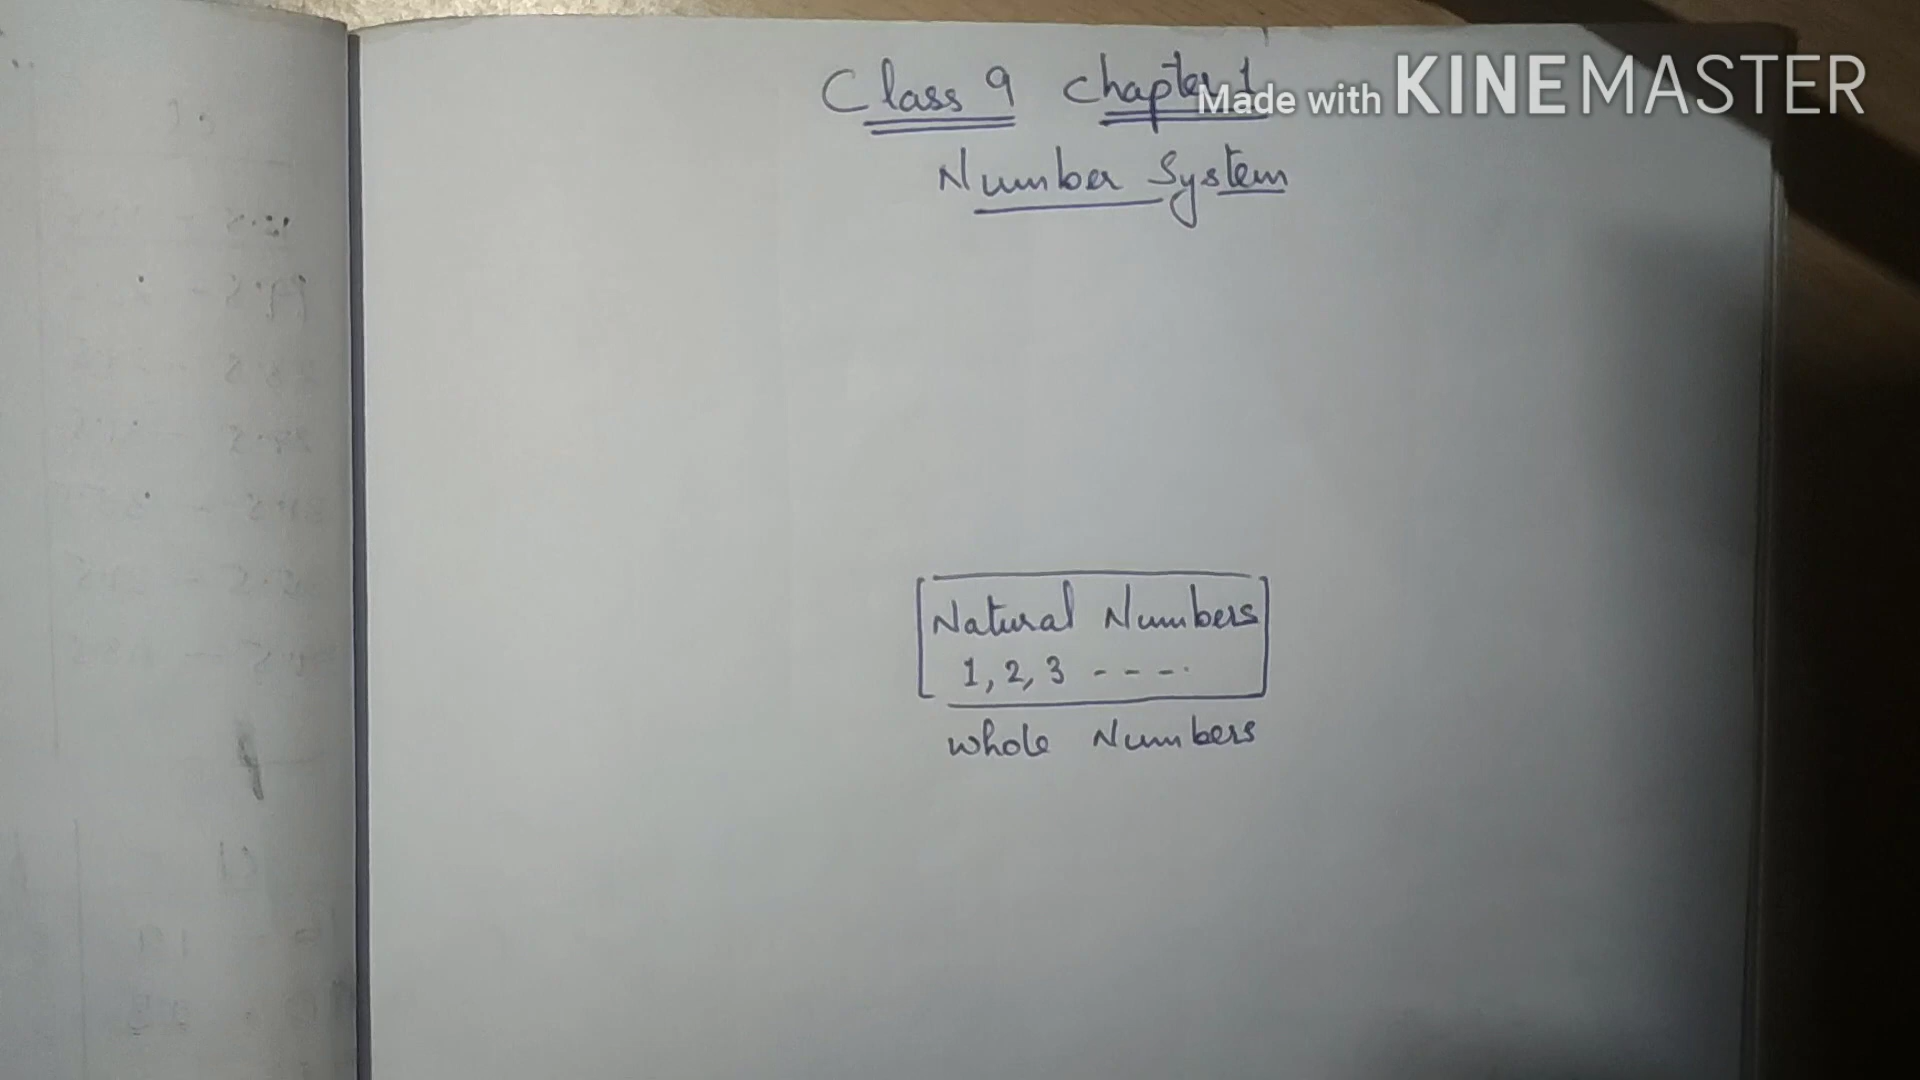 Class 9 Chapter 1
Made with KINEMASTER
Number System
Natural Numbers
1, 2, 3 - - - .
Whole Numbers